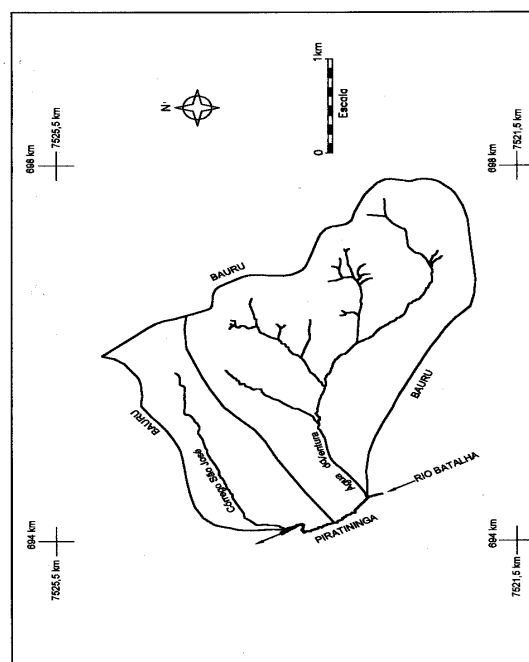 698 km
7525,5 km
N
1 km
Escala
0
698 km
7521,5 km
BAURU
BAURU
BAURU
Córrego São José
Água da Ventura
RIO BATALHA
PIRATININGA
694 km
7525,5 km
694 km
7521,5 km